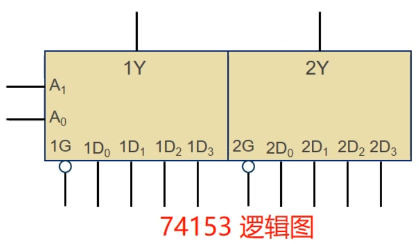 1Y 2Y
A₁
A₀
1G 1D₀ 1D₁ 1D₂ 1D₃ 2G 2D₀ 2D₁ 2D₂ 2D₃
74153 逻辑图